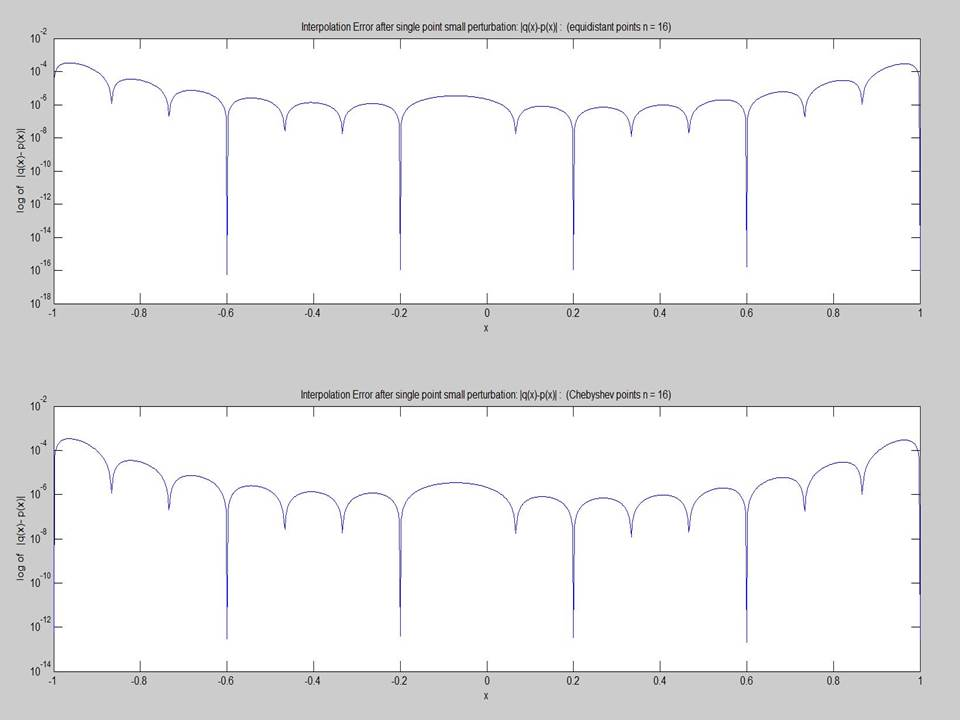 Interpolation Error after single point small perturbation: |q(x)-p(x)| : (equidistant points n = 16)
10^-2
10^-4
10^-6
10^-8
10^-10
10^-12
10^-14
10^-16
10^-18
log of |q(x)- p(x)|
-1 -0.8 -0.6 -0.4 -0.2 0 0.2 0.4 0.6 0.8 1
x
Interpolation Error after single point small perturbation: |q(x)-p(x)| : (Chebyshev points n = 16)
10^-2
10^-4
10^-6
10^-8
10^-10
10^-12
10^-14
log of |q(x)- p(x)|
-1 -0.8 -0.6 -0.4 -0.2 0 0.2 0.4 0.6 0.8 1
x